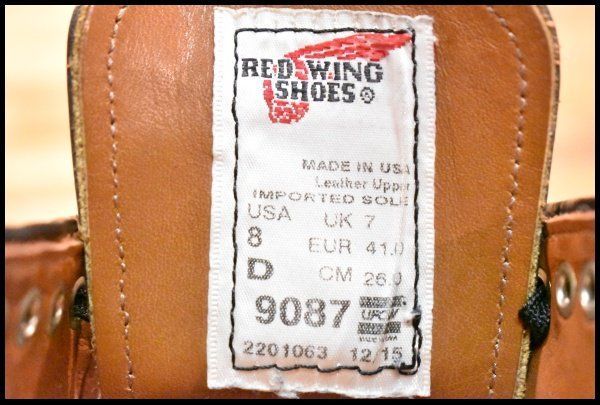 RED WING
SHOES
MADE IN USA
Leather Upper
IMPORTED SOLE
USA UK 7
8 EUR 41.0
D CM 26.0
9087
2201063 12/15